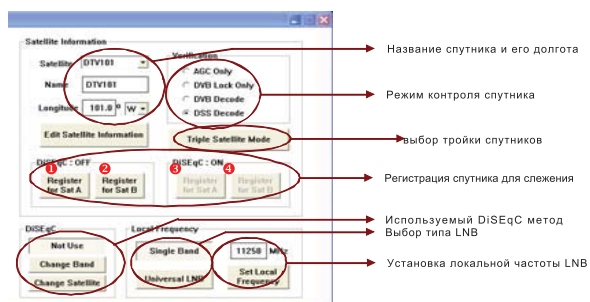 Satellite Information
Satellite DTV101
Name DTV101
Longitude 101.0 ° W
Edit Satellite Information
Verification
AGC Only
DVB Lock Only
DVB Decode
DSS Decode
Triple Satellite Mode
DiSEqC : OFF
1 2
Register for Sat A
Register for Sat B
DiSEqC : ON
3 4
Register for Sat A
Register for Sat B
DiSEqC
Not Use
Change Band
Change Satellite
Local Frequency
Single Band
Universal LNB
11250 MHz
Set Local Frequency
Название спутника и его долгота
Режим контроля спутника
выбор тройки спутников
Регистрация спутника для слежения
Используемый DiSEqC метод
Выбор типа LNB
Установка локальной частоты LNB